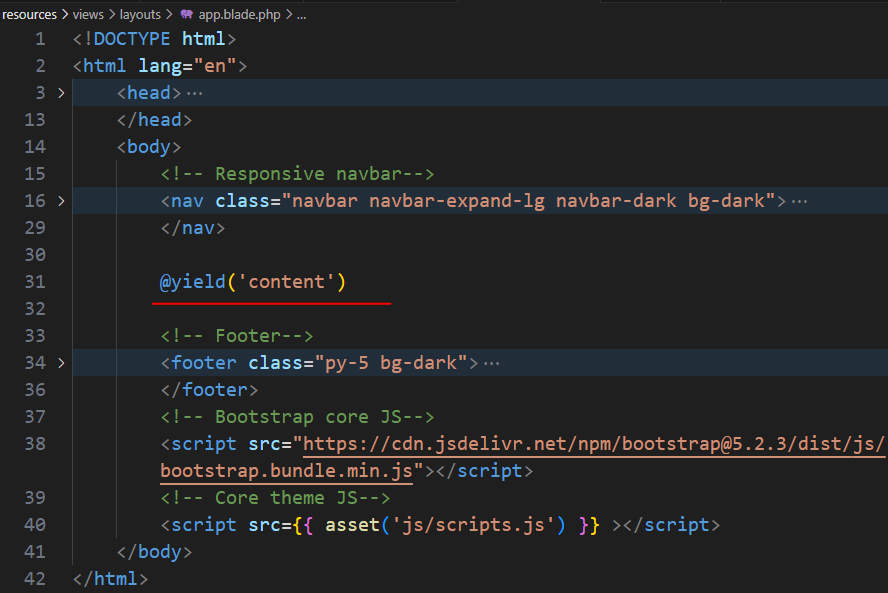 resources > views > layouts > app.blade.php > ...
1 <!DOCTYPE html>
2 <html lang="en">
3 > <head> ...
13 </head>
14 <body>
15 <!-- Responsive navbar-->
16 > <nav class="navbar navbar-expand-lg navbar-dark bg-dark"> ...
29 </nav>
30
31 @yield('content')
32
33 <!-- Footer-->
34 > <footer class="py-5 bg-dark"> ...
36 </footer>
37 <!-- Bootstrap core JS-->
38 <script src="https://cdn.jsdelivr.net/npm/bootstrap@5.2.3/dist/js/
bootstrap.bundle.min.js"></script>
39 <!-- Core theme JS-->
40 <script src={{ asset('js/scripts.js') }} ></script>
41 </body>
42 </html>